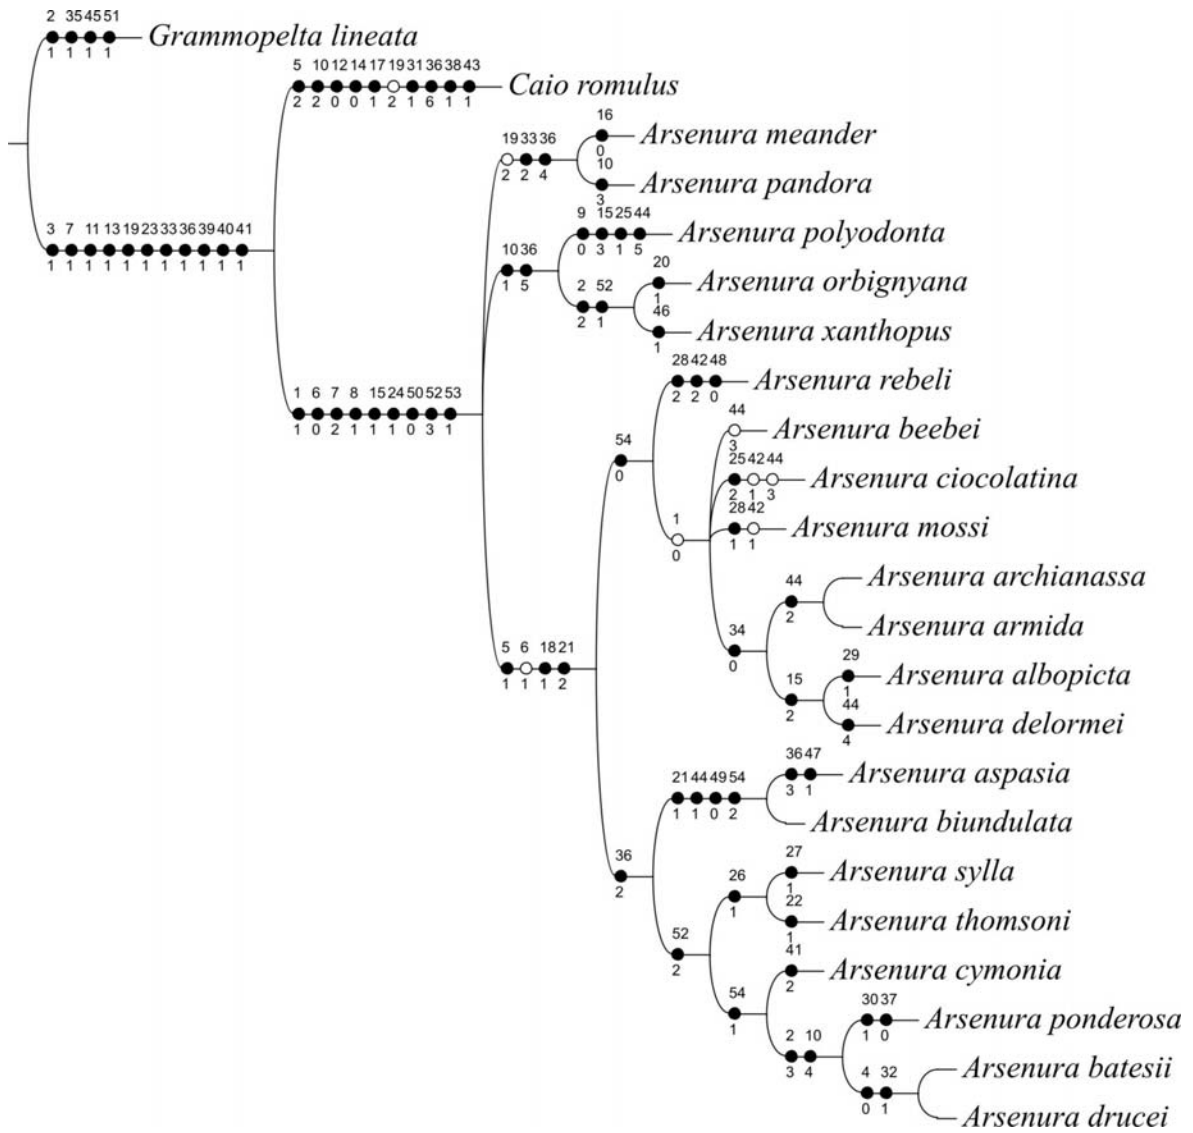 2 35 45 51
Grammopelta lineata
1 1 1 1
5 10 12 14 17 19 31 36 38 43
Caio romulus
2 2 0 0 1 2 1 6 1 1
16
Arsenura meander
0
19 33 36
2 2 4
10
Arsenura pandora
3
9 15 25 44
Arsenura polyodonta
0 3 1 5
3 7 11 13 19 23 33 36 39 40 41
1 1 1 1 1 1 1 1 1 1 1
10 36
1 5
20
Arsenura orbignyana
1
2 52
2 1
46
Arsenura xanthopus
1
28 42 48
Arsenura rebeli
2 2 0
1 6 7 8 15 24 50 52 53
1 0 2 1 1 1 0 3 1
44
Arsenura beebei
3
54
0
25 42 44
Arsenura ciocolatina
2 1 3
28 42
Arsenura mossi
1 1
1
0
Arsenura archianassa
44
2
Arsenura armida
34
0
29
Arsenura albopicta
1
5 6 18 21
1 1 1 2
15
2
44
Arsenura delormei
4
36 47
Arsenura aspasia
3 1
21 44 49 54
1 1 0 2
Arsenura biundulata
36
2
27
Arsenura sylla
1
26
1
22
Arsenura thomsoni
1
52
2
41
Arsenura cymonia
2
54
1
30 37
Arsenura ponderosa
1 0
2 10
3 4
Arsenura batesii
4 32
0 1
Arsenura drucei